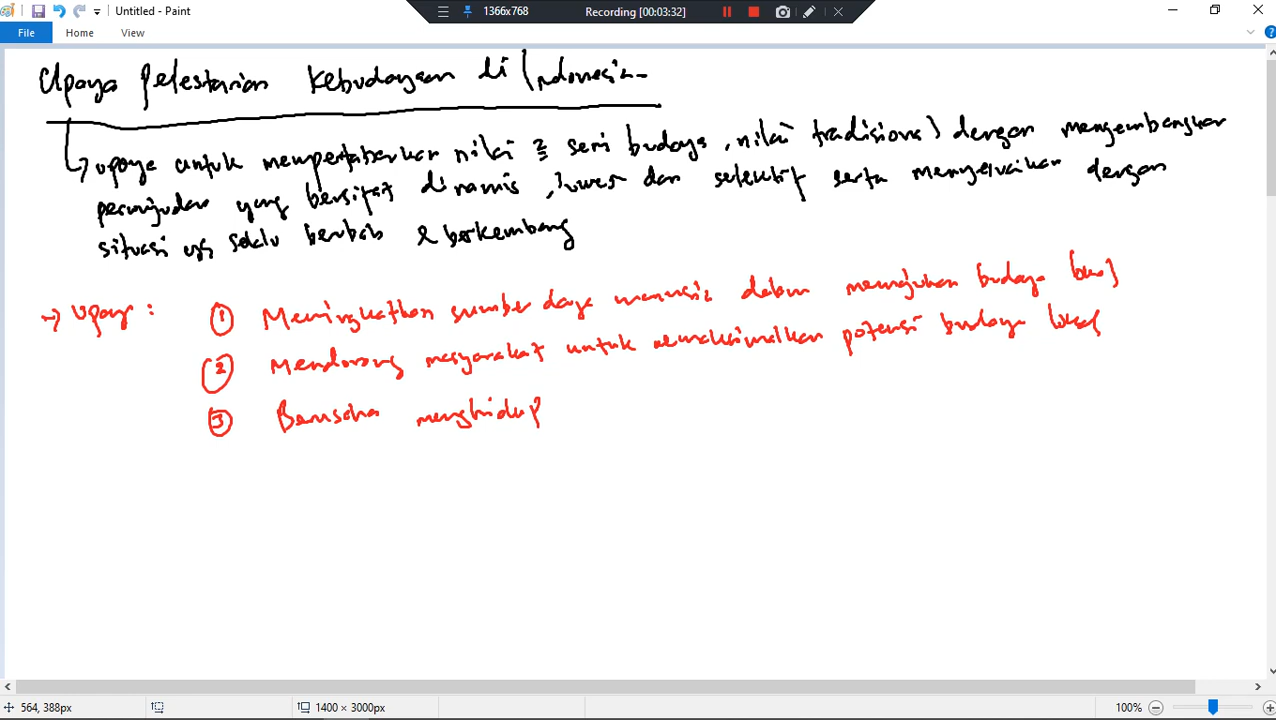 Untitled - Paint
1366x768
Recording [00:03:32]
File
Home
View
Upaya Pelestarian Kebudayaan di Indonesia
upaya untuk mempertahankan nilai 2 seni budaya, nilai tradisional dengan mengembangkan
perwujudan yang bersifat dinamis, luwes dan selektif serta menyesuaikan dengan
situasi yg selalu berubah & berkembang
→ Upaya : ① Meningkatkan sumber daya manusia dalam memajukan budaya lokal
② Mendorong masyarakat untuk memaksimalkan potensi budaya lokal
③ Berusaha menghidup
564, 388px
1400 × 3000px
100%